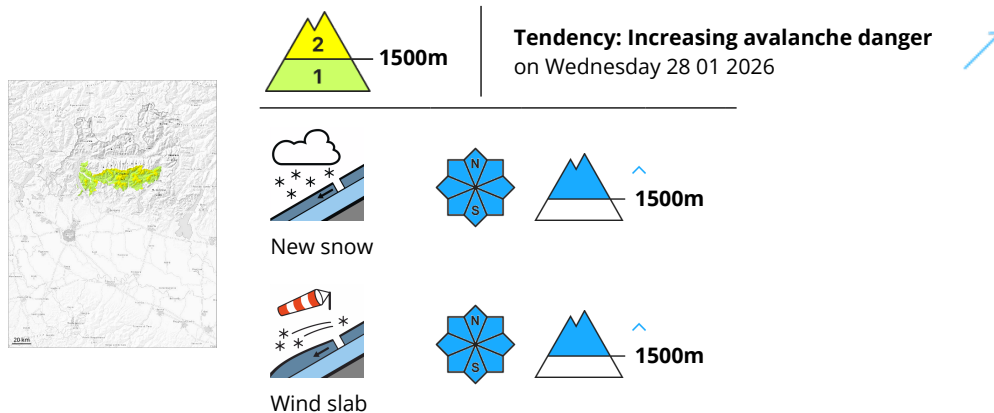 2
1500m
1
Tendency: Increasing avalanche danger
on Wednesday 28 01 2026
20 km
N
S
1500m
New snow
N
S
1500m
Wind slab